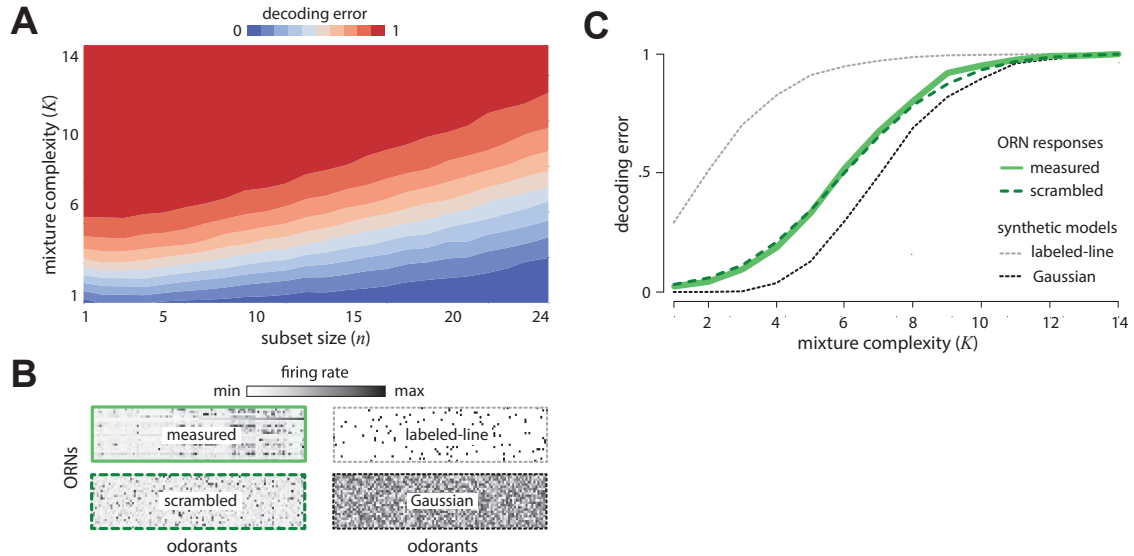 A
decoding error
0
1
mixture complexity (K)
14
10
6
1
1
5
10
15
20
24
subset size (n)
B
firing rate
min
max
ORNs
measured
labeled-line
scrambled
Gaussian
odorants
odorants
C
decoding error
1
.5
0
2
4
6
8
10
12
14
mixture complexity (K)
ORN responses
measured
scrambled
synthetic models
labeled-line
Gaussian